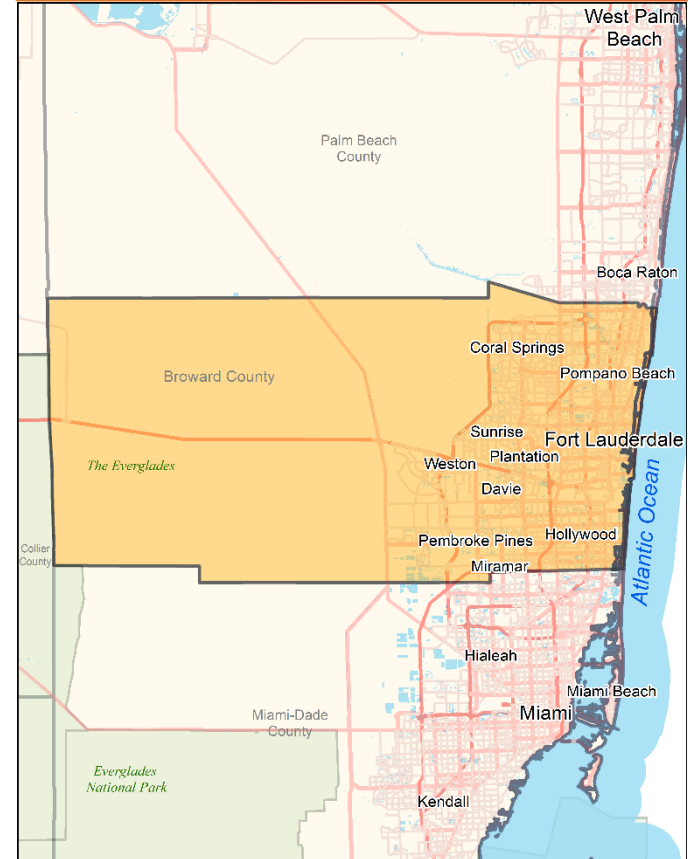 West Palm
Beach
Palm Beach
County
Boca Raton
Coral Springs
Broward County
Pompano Beach
Sunrise
Fort Lauderdale
Plantation
Weston
The Everglades
Davie
Atlantic Ocean
Hollywood
Pembroke Pines
Collier
County
Miramar
Hialeah
Miami Beach
Miami
Miami-Dade
County
Everglades
National Park
Kendall